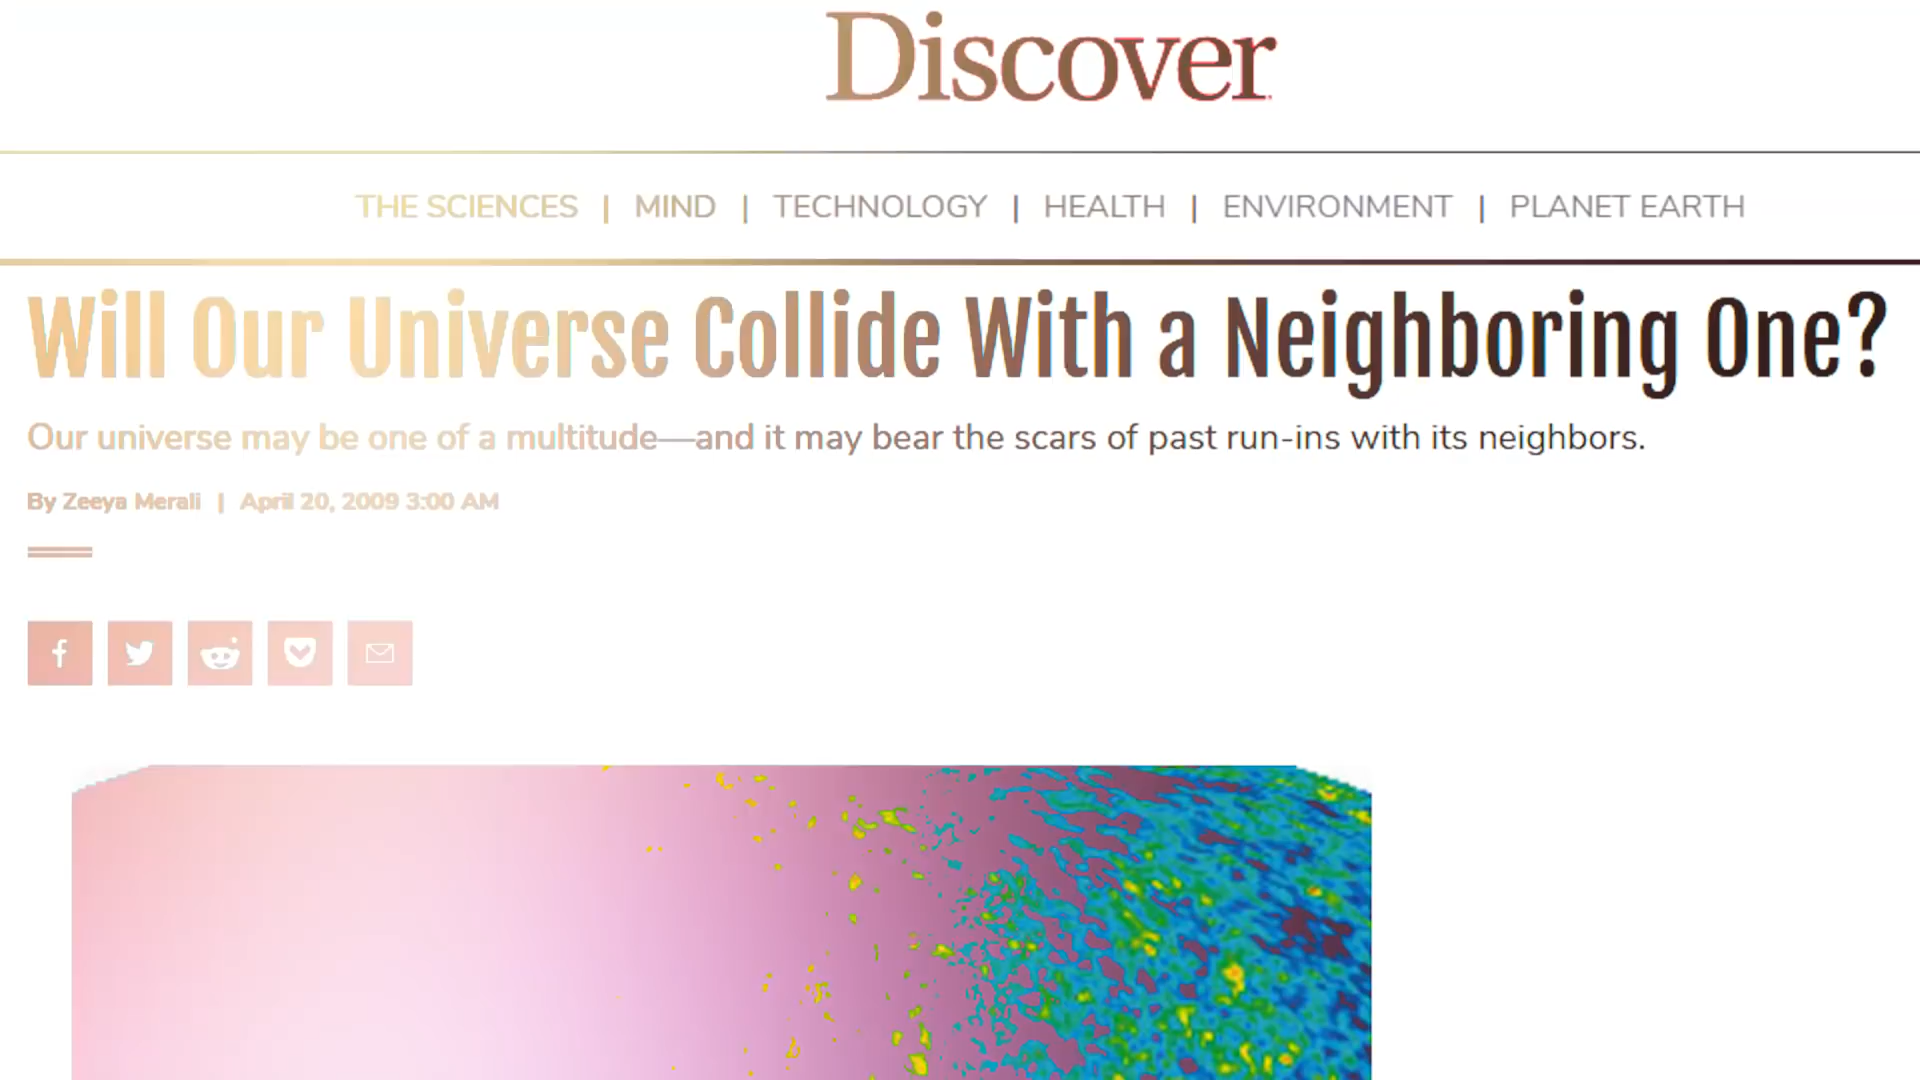 Discover
THE SCIENCES | MIND | TECHNOLOGY | HEALTH | ENVIRONMENT | PLANET EARTH
Will Our Universe Collide With a Neighboring One?
Our universe may be one of a multitude—and it may bear the scars of past run-ins with its neighbors.
By Zeeya Merali | April 20, 2009 3:00 AM